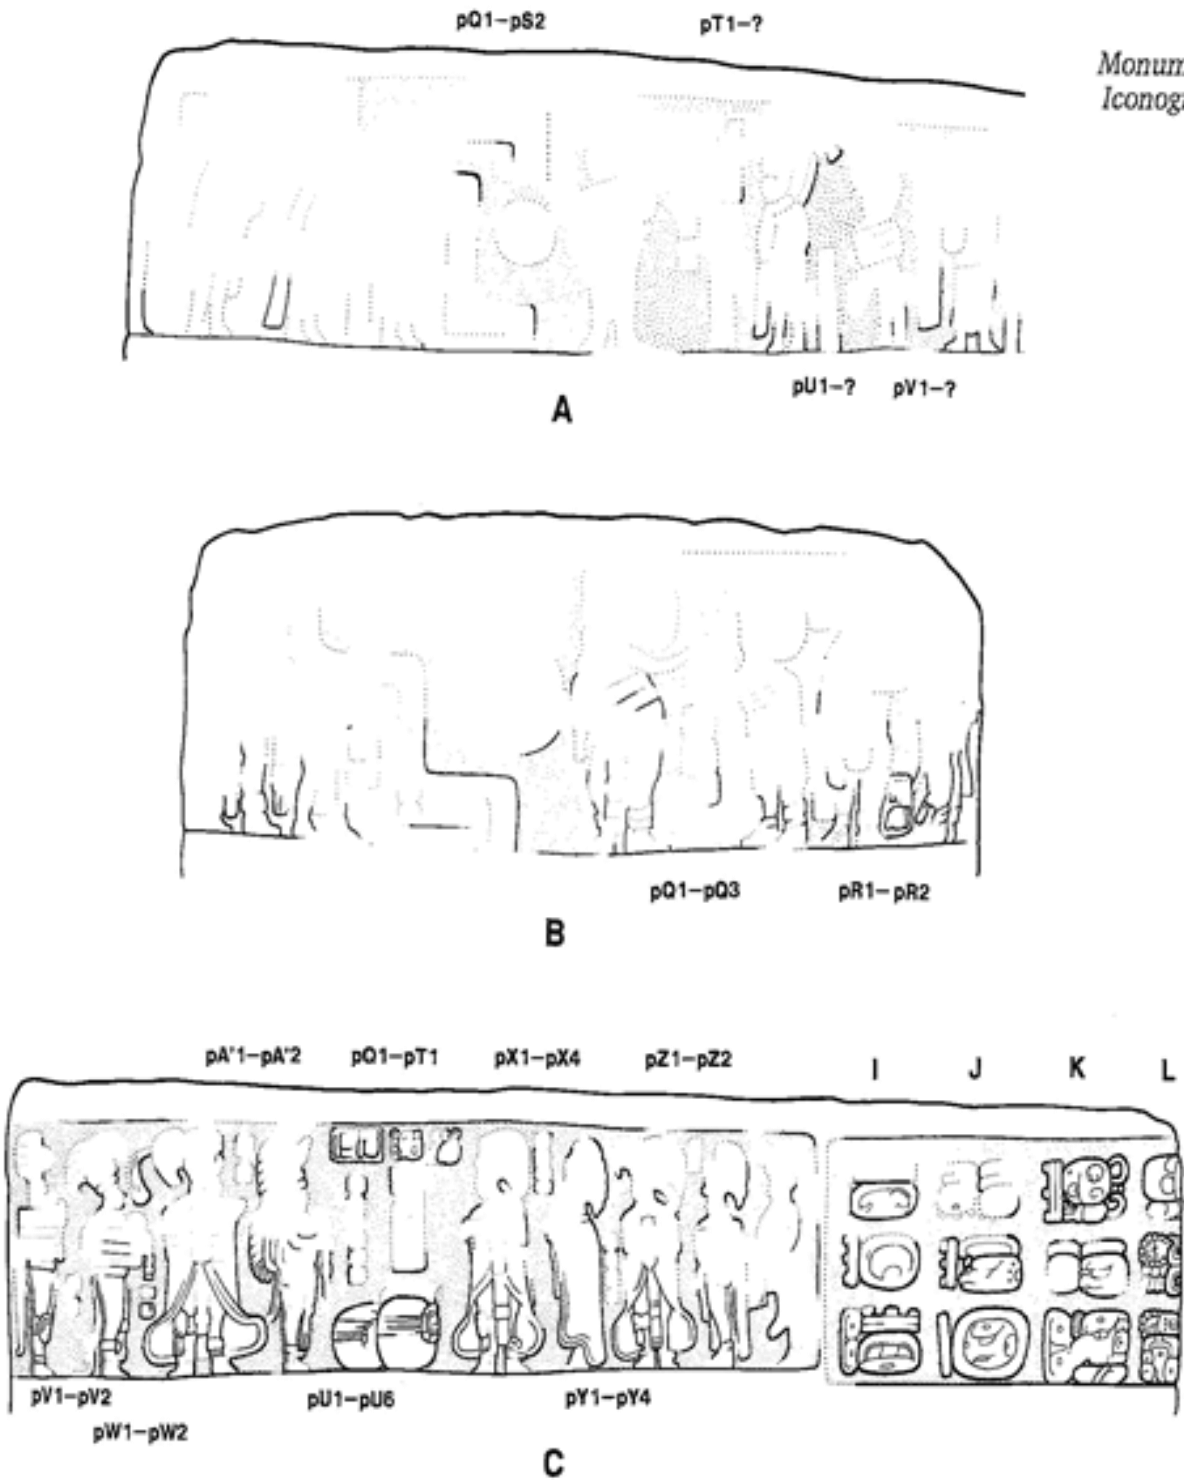 pQ1–pS2 pT1–?
Monum
Iconogr
pU1–? pV1–?
A
pQ1–pQ3 pR1–pR2
B
pA"1–pA"2 pQ1–pT1 pX1–pX4 pZ1–pZ2 I J K L
pV1–pV2 pU1–pU6 pY1–pY4
pW1–pW2
C